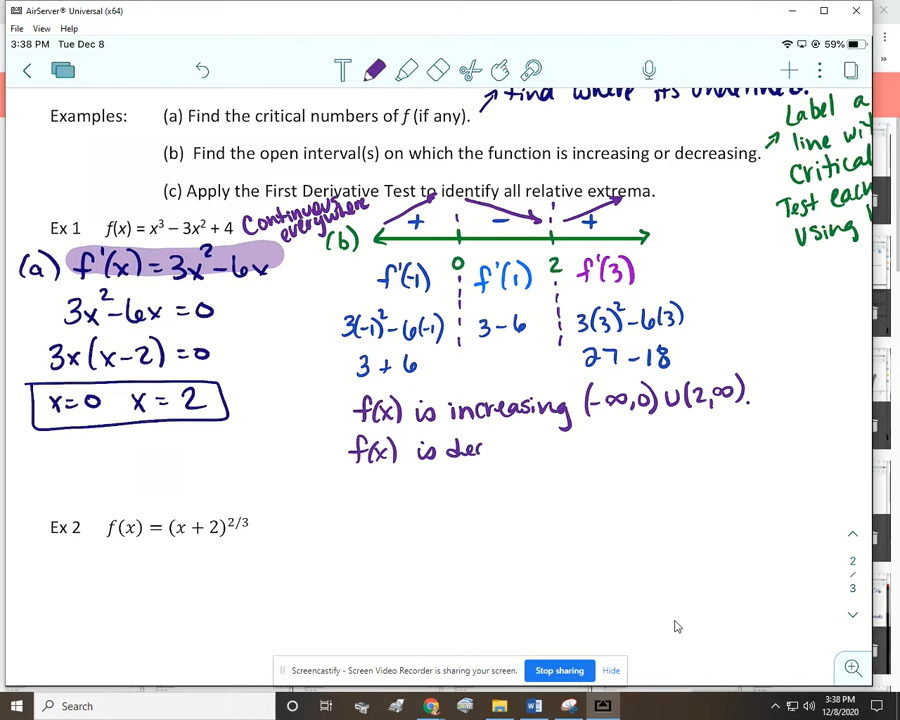 AirServer® Universal (x64)
File View Help
3:38 PM Tue Dec 8
59%
T
find where its undefined.
Examples: (a) Find the critical numbers of f (if any).
(b) Find the open interval(s) on which the function is increasing or decreasing.
(c) Apply the First Derivative Test to identify all relative extrema.
Label a
line wi
Critical
Test each
using
Ex 1 f(x) = x³ − 3x² + 4
Continuous
everywhere
(a) f'(x) = 3x² - 6x
3x² - 6x = 0
3x(x - 2) = 0
x = 0 x = 2
(b)
+ − +
0 2
f'(-1) f'(1) f'(3)
3(-1)² - 6(-1) 3 - 6 3(3)² - 6(3)
3 + 6 27 - 18
f(x) is increasing (-∞,0) ∪ (2,∞).
f(x) is der
Ex 2 f(x) = (x + 2)^{2/3}
2
/
3
Screencastify - Screen Video Recorder is sharing your screen. Stop sharing Hide
Search
3:38 PM
12/8/2020